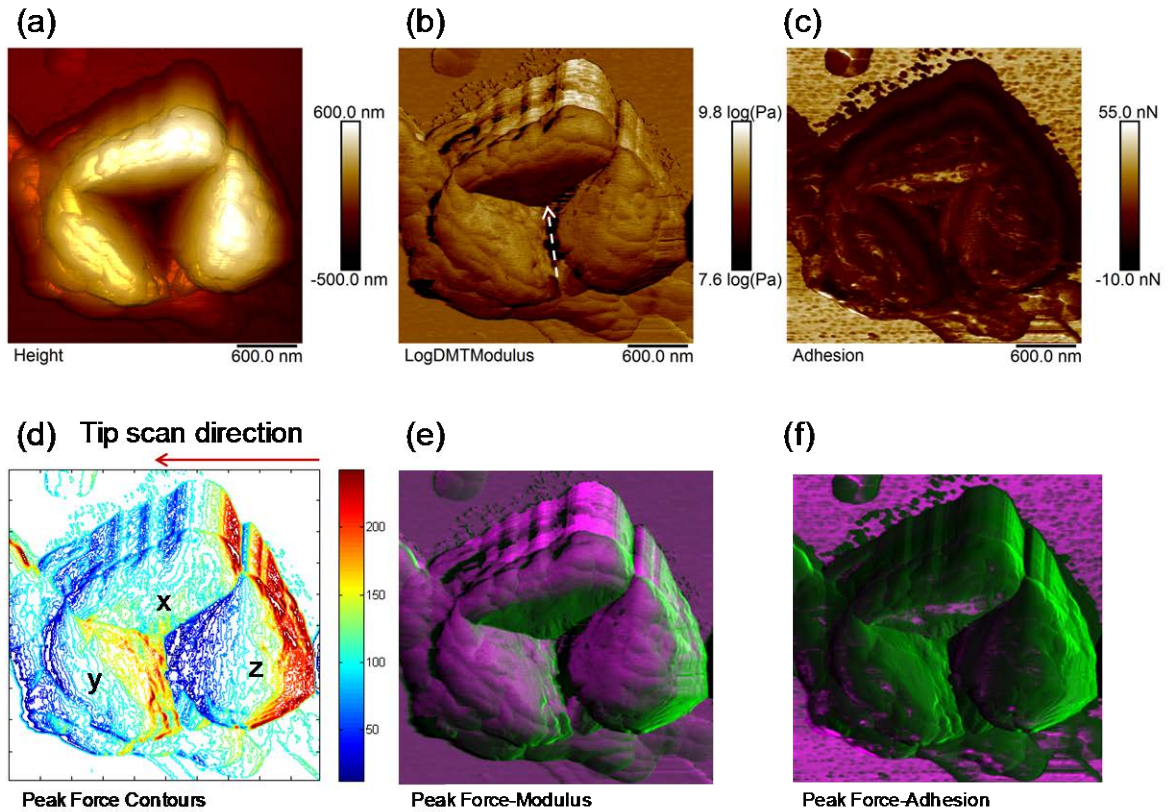 (a)
(b)
(c)
600.0 nm
-500.0 nm
Height
600.0 nm
9.8 log(Pa)
7.6 log(Pa)
LogDMTModulus
600.0 nm
55.0 nN
-10.0 nN
Adhesion
600.0 nm
(d)
Tip scan direction
(e)
(f)
x
y
z
200
150
100
50
Peak Force Contours
Peak Force-Modulus
Peak Force-Adhesion